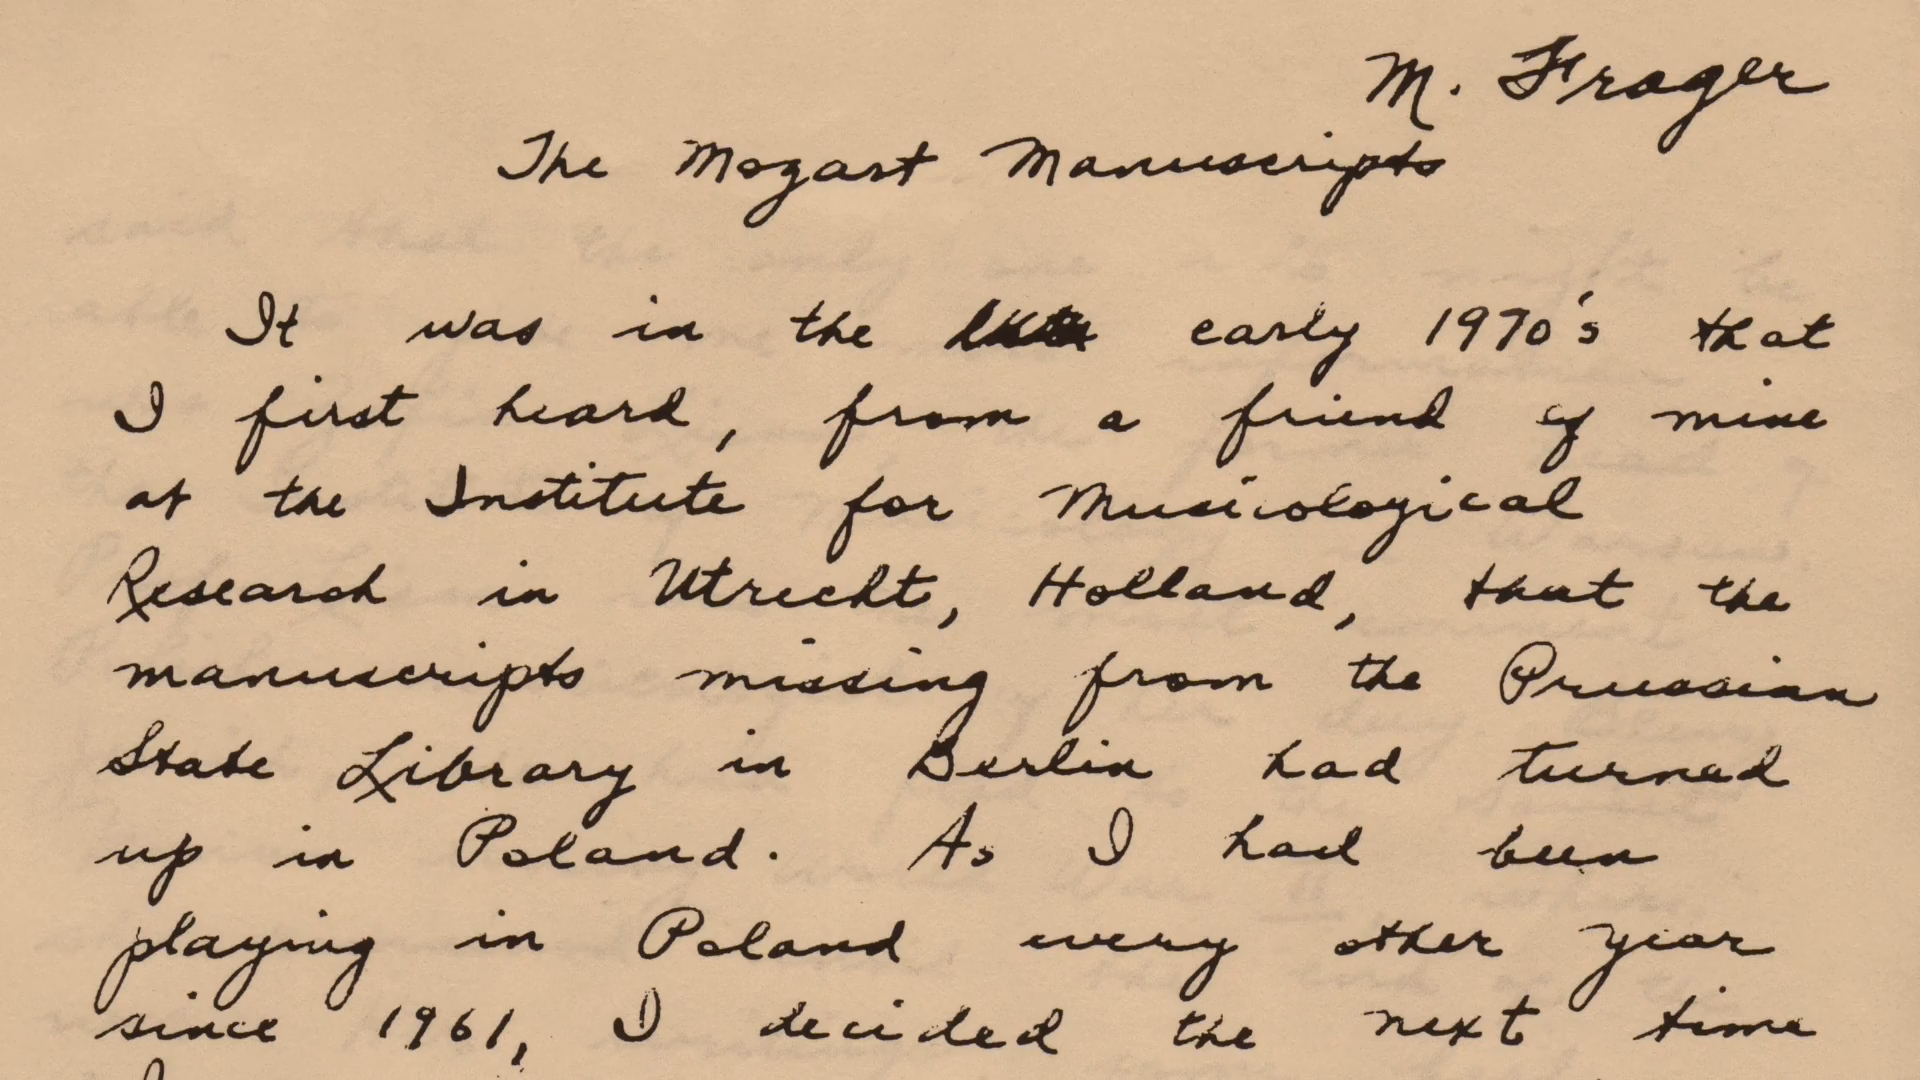 M. Frager
The Mozart Manuscripts
It was in the early 1970's that
I first heard, from a friend of mine
at the Institute for Musicological
Research in Utrecht, Holland, that the
manuscripts missing from the Prussian
State Library in Berlin had turned
up in Poland. As I had been
playing in Poland every other year
since 1961, I decided the next time